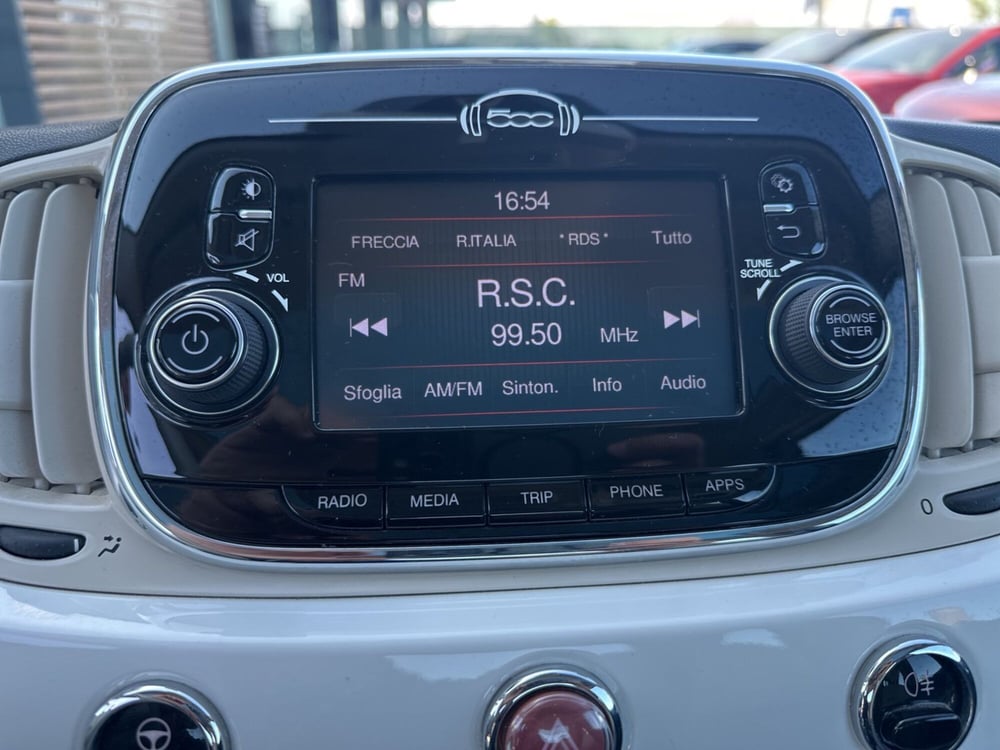 500
16:54
FRECCIA R.ITALIA *RDS* Tutto
VOL
TUNE
SCROLL
FM
R.S.C.
99.50 MHz
BROWSE
ENTER
Sfoglia AM/FM Sinton. Info Audio
RADIO MEDIA TRIP PHONE APPS
0